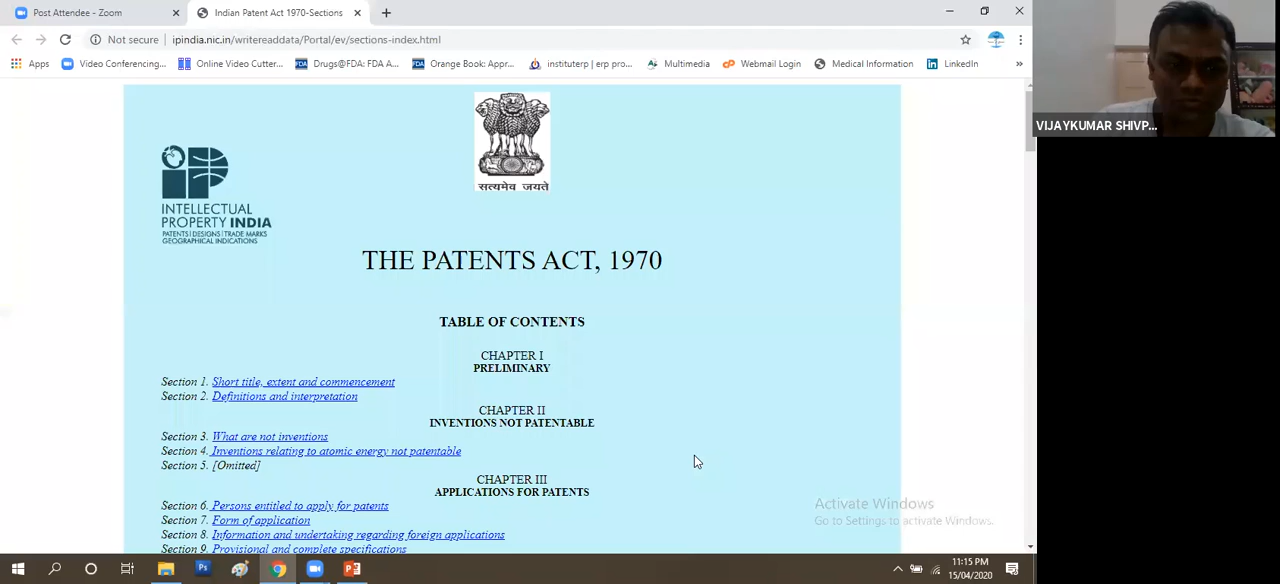 Post Attendee - Zoom
Indian Patent Act 1970-Sections
Not secure
ipindia.nic.in/writereaddata/Portal/ev/sections-index.html
Apps
Video Conferencing...
Online Video Cutter...
Drugs@FDA: FDA A...
Orange Book: Appr...
instituterp | erp pro...
Multimedia
Webmail Login
Medical Information
LinkedIn
VIJAYKUMAR SHIVP...
सत्यमेव जयते
INTELLECTUAL
PROPERTY INDIA
PATENTS | DESIGNS | TRADE MARKS
GEOGRAPHICAL INDICATIONS
THE PATENTS ACT, 1970
TABLE OF CONTENTS
CHAPTER I
PRELIMINARY
Section 1. Short title, extent and commencement
Section 2. Definitions and interpretation
CHAPTER II
INVENTIONS NOT PATENTABLE
Section 3. What are not inventions
Section 4. Inventions relating to atomic energy not patentable
Section 5. [Omitted]
CHAPTER III
APPLICATIONS FOR PATENTS
Section 6. Persons entitled to apply for patents
Section 7. Form of application
Section 8. Information and undertaking regarding foreign applications
Section 9. Provisional and complete specifications
Activate Windows
Go to Settings to activate Windows.
11:15 PM
15/04/2020